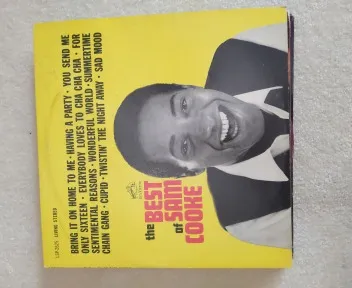 BRING IT ON HOME TO ME · HAVING A PARTY · YOU SEND ME
ONLY SIXTEEN · EVERYBODY LOVES TO CHA CHA CHA · FOR
SENTIMENTAL REASONS · WONDERFUL WORLD · SUMMERTIME
CHAIN GANG · CUPID · TWISTIN' THE NIGHT AWAY · SAD MOOD
the BEST
of SAM
COOKE